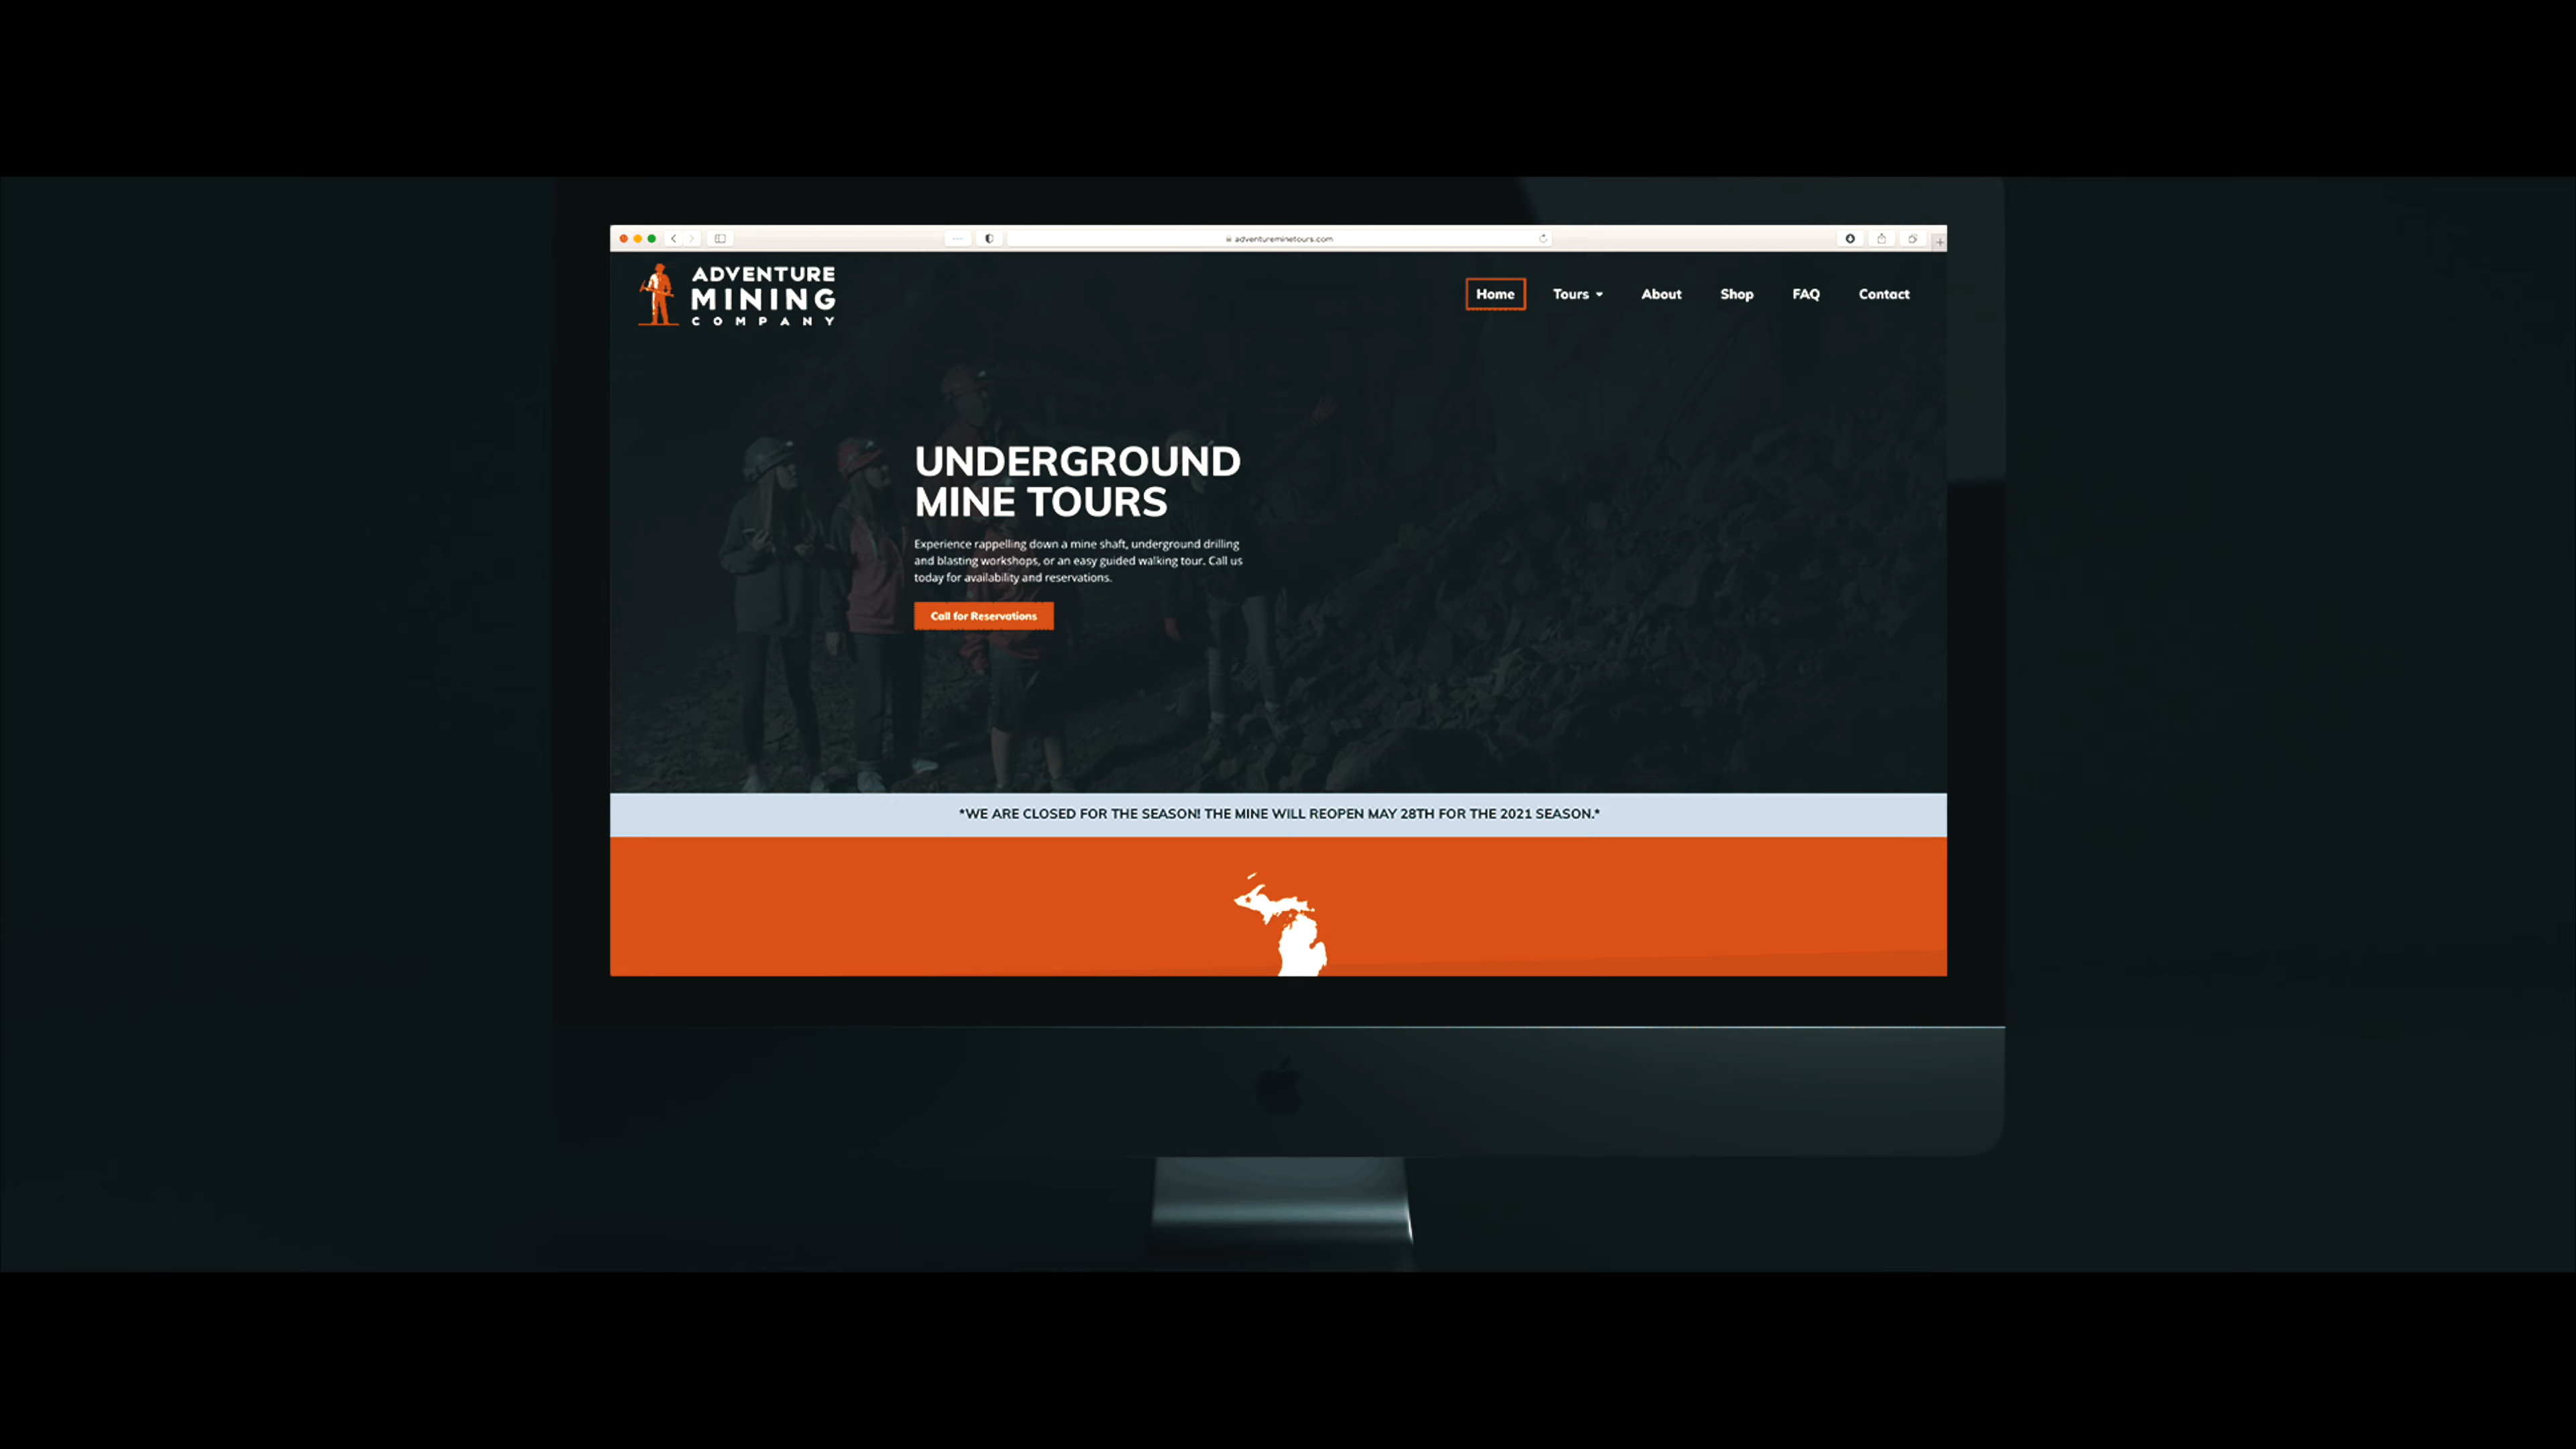 adventureminetours.com
ADVENTURE
MINING
COMPANY
Home Tours About Shop FAQ Contact
UNDERGROUND
MINE TOURS
Experience rappelling down a mine shaft, underground drilling
and blasting workshops, or an easy guided walking tour. Call us
today for availability and reservations.
Call for Reservations
*WE ARE CLOSED FOR THE SEASON! THE MINE WILL REOPEN MAY 28TH FOR THE 2021 SEASON.*